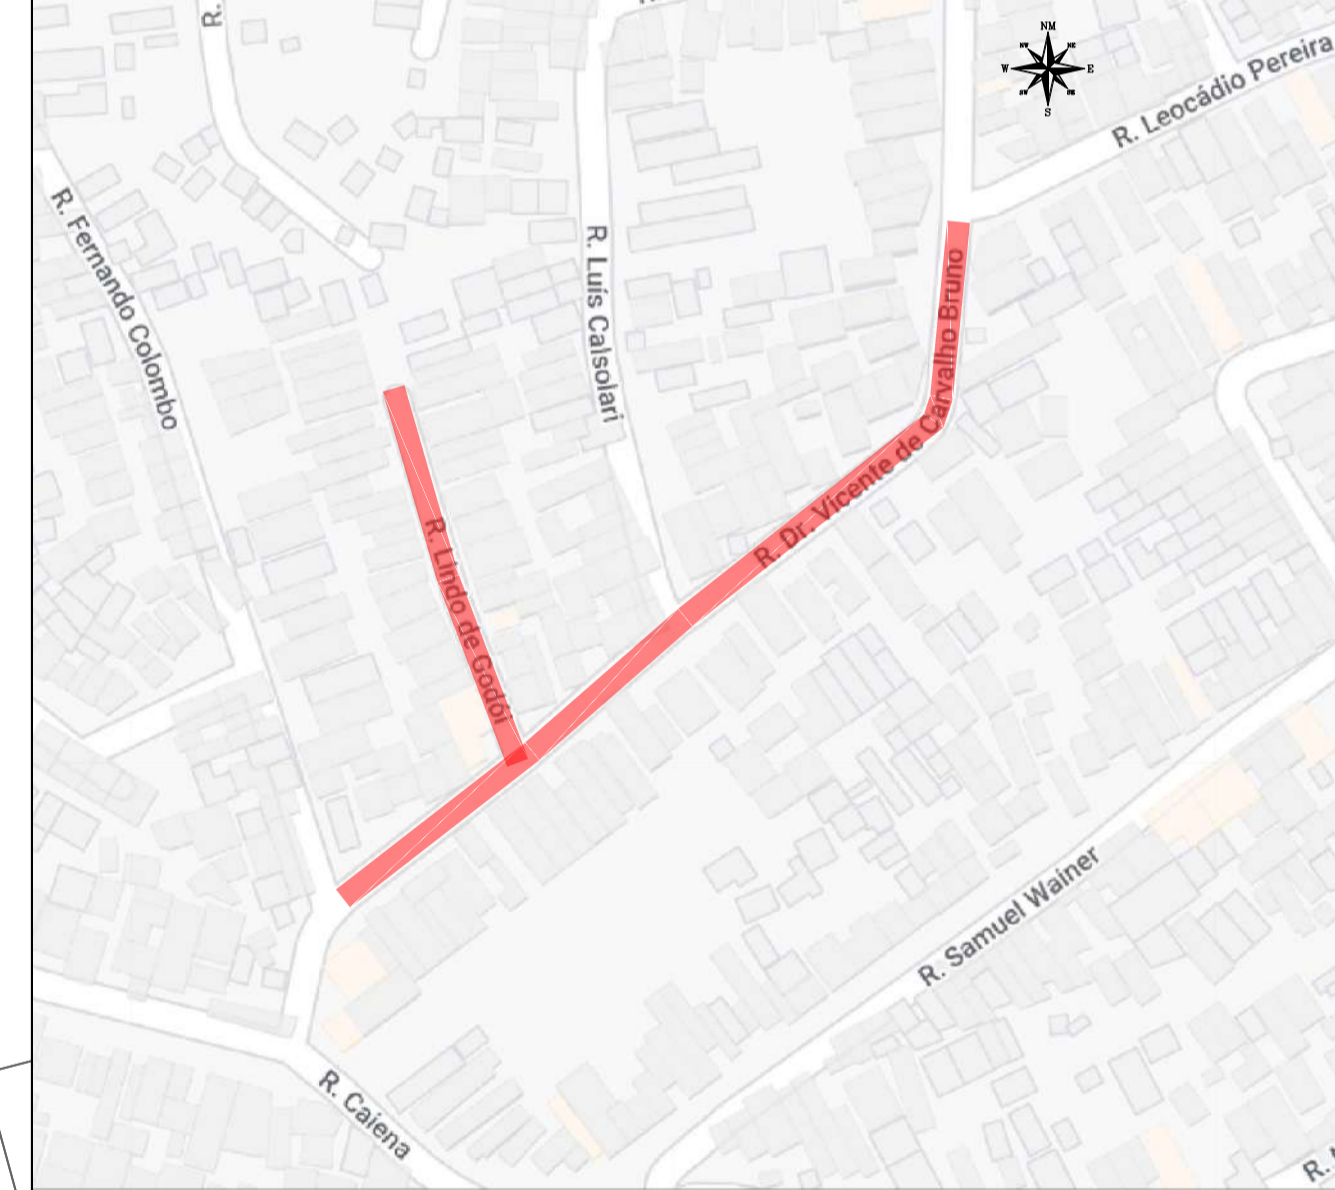 R.
NM
NW
NE
W
E
SW
SE
S
R. Leocádio Pereira
R. Fernando Colombo
R. Luís Calsolari
R. Dr. Vicente de Carvalho Bruno
R. Lindo de Godói
R. Samuel Wainer
R. Caiena
R.